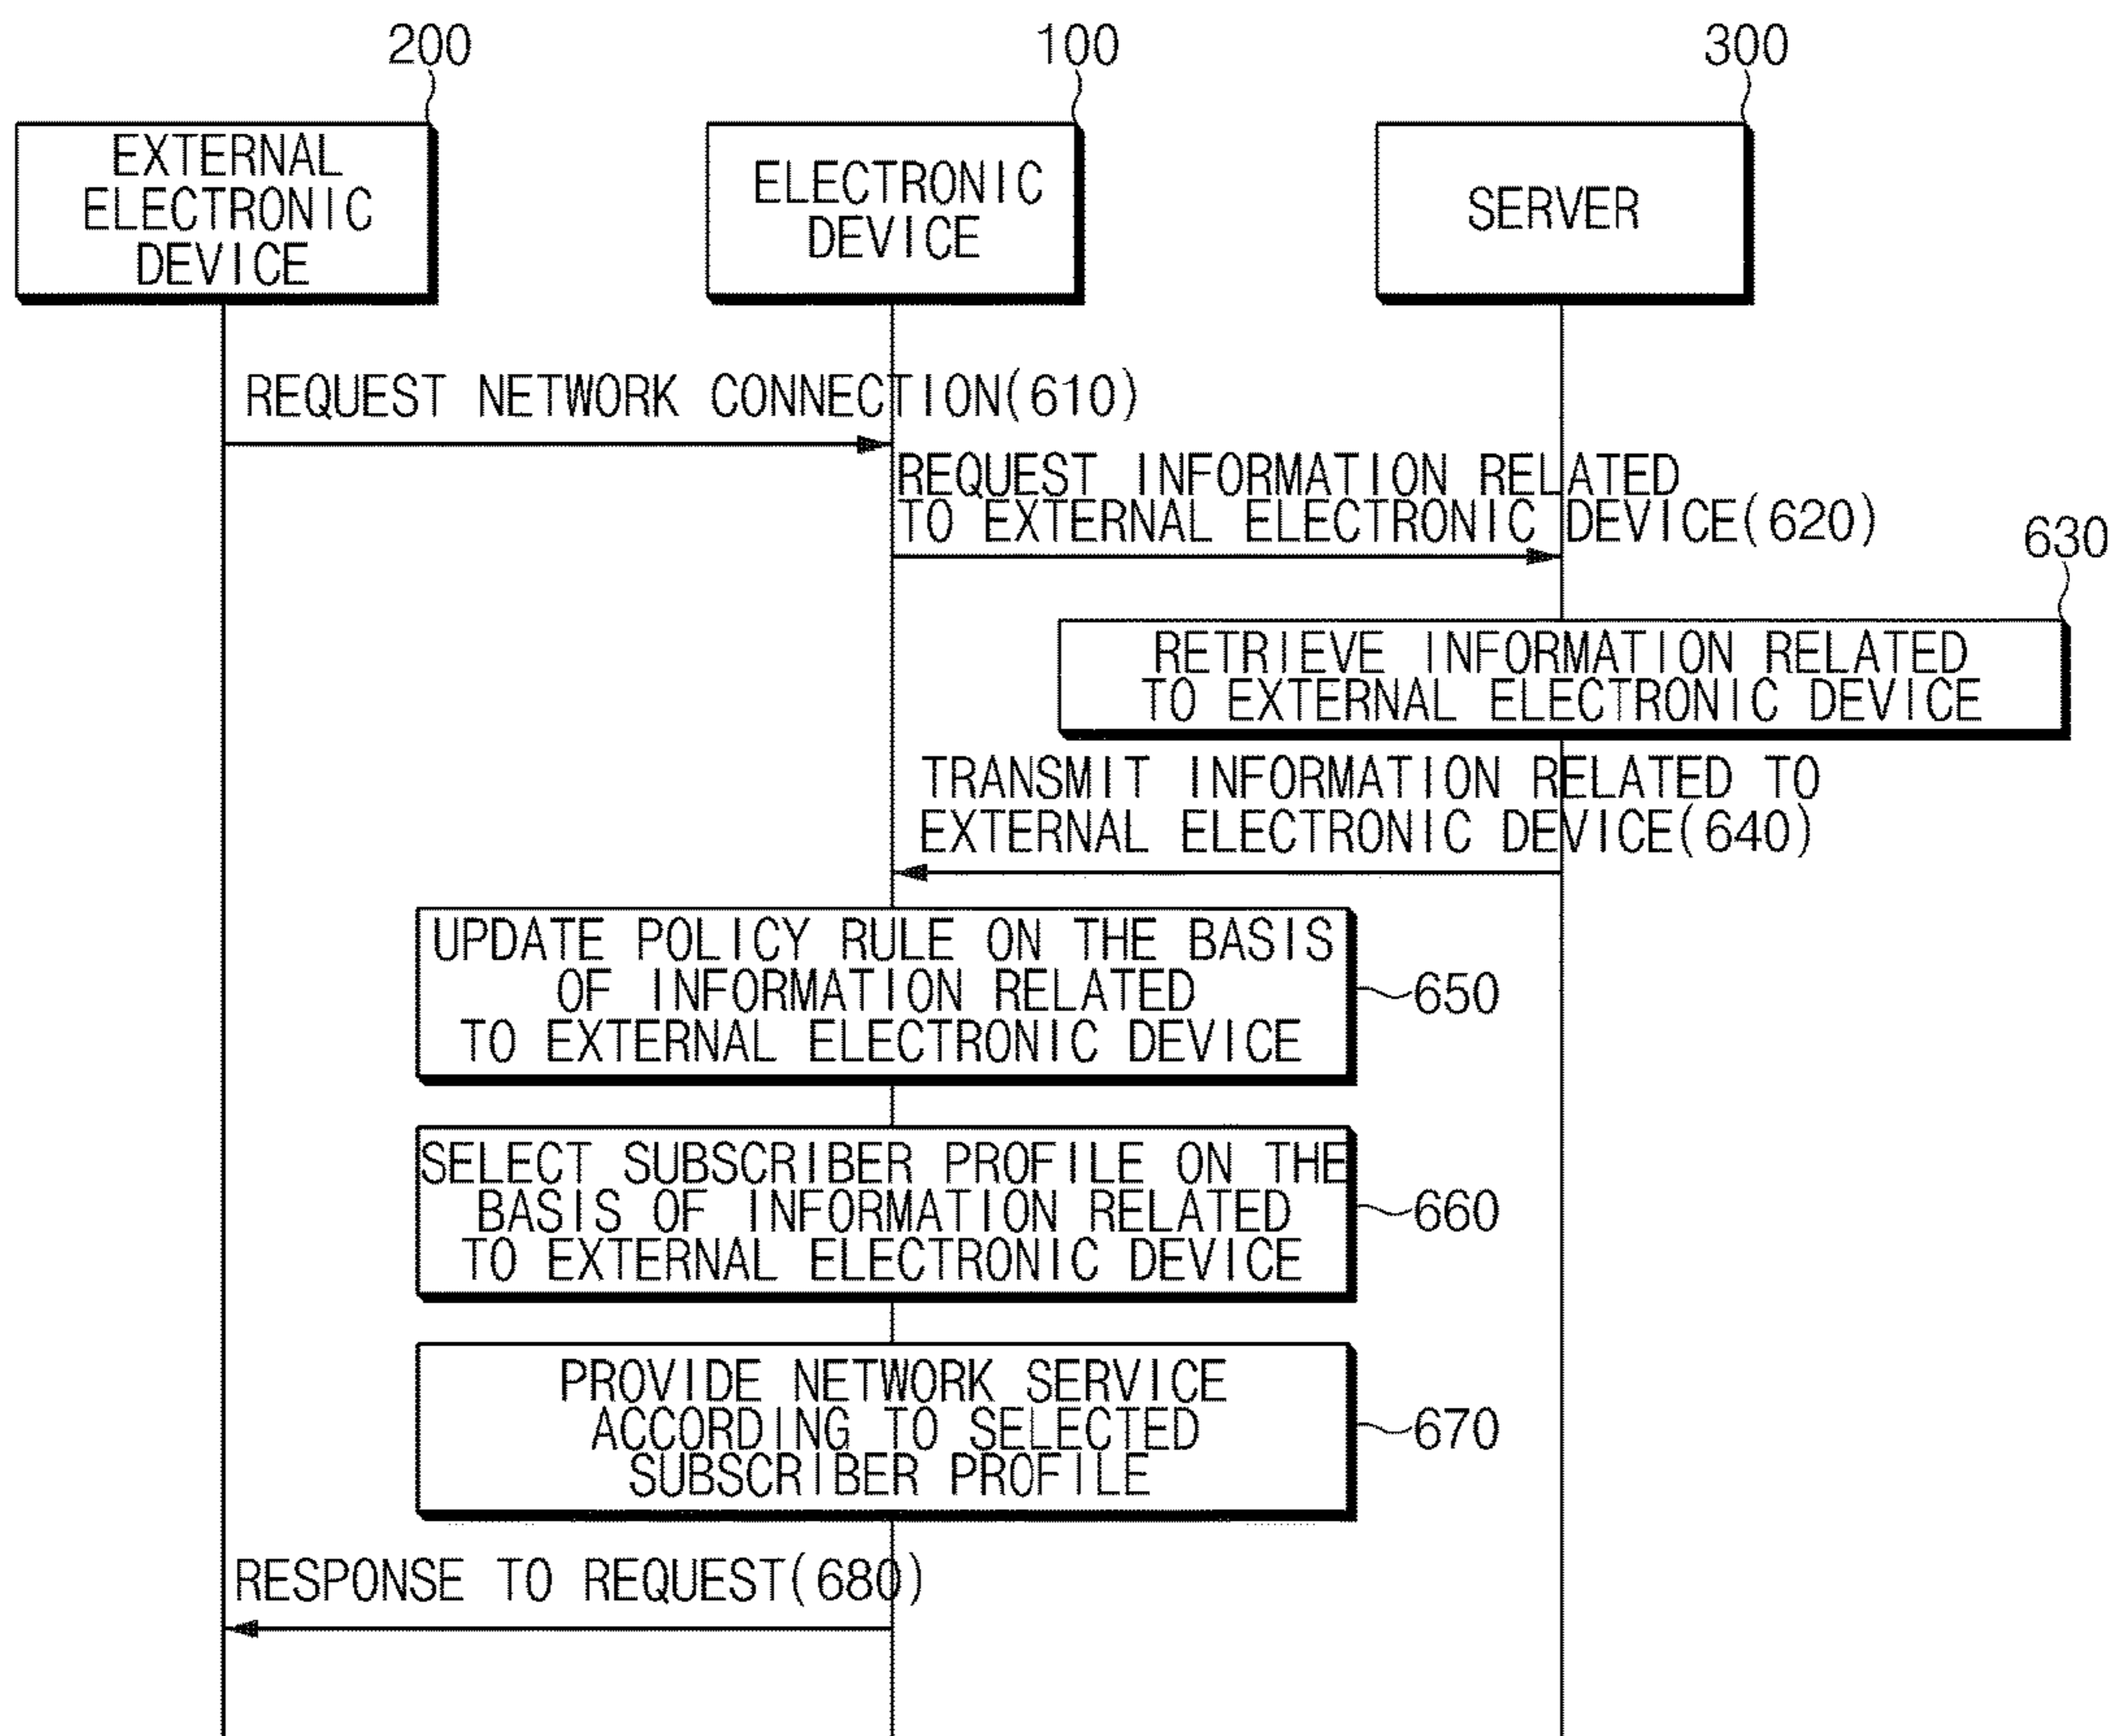 200
100
300
EXTERNAL
ELECTRONIC
DEVICE
ELECTRONIC
DEVICE
SERVER
REQUEST NETWORK CONNECTION(610)
REQUEST INFORMATION RELATED
TO EXTERNAL ELECTRONIC DEVICE(620)
630
RETRIEVE INFORMATION RELATED
TO EXTERNAL ELECTRONIC DEVICE
TRANSMIT INFORMATION RELATED TO
EXTERNAL ELECTRONIC DEVICE(640)
UPDATE POLICY RULE ON THE BASIS
OF INFORMATION RELATED
TO EXTERNAL ELECTRONIC DEVICE
650
SELECT SUBSCRIBER PROFILE ON THE
BASIS OF INFORMATION RELATED
TO EXTERNAL ELECTRONIC DEVICE
660
PROVIDE NETWORK SERVICE
ACCORDING TO SELECTED
SUBSCRIBER PROFILE
670
RESPONSE TO REQUEST(680)